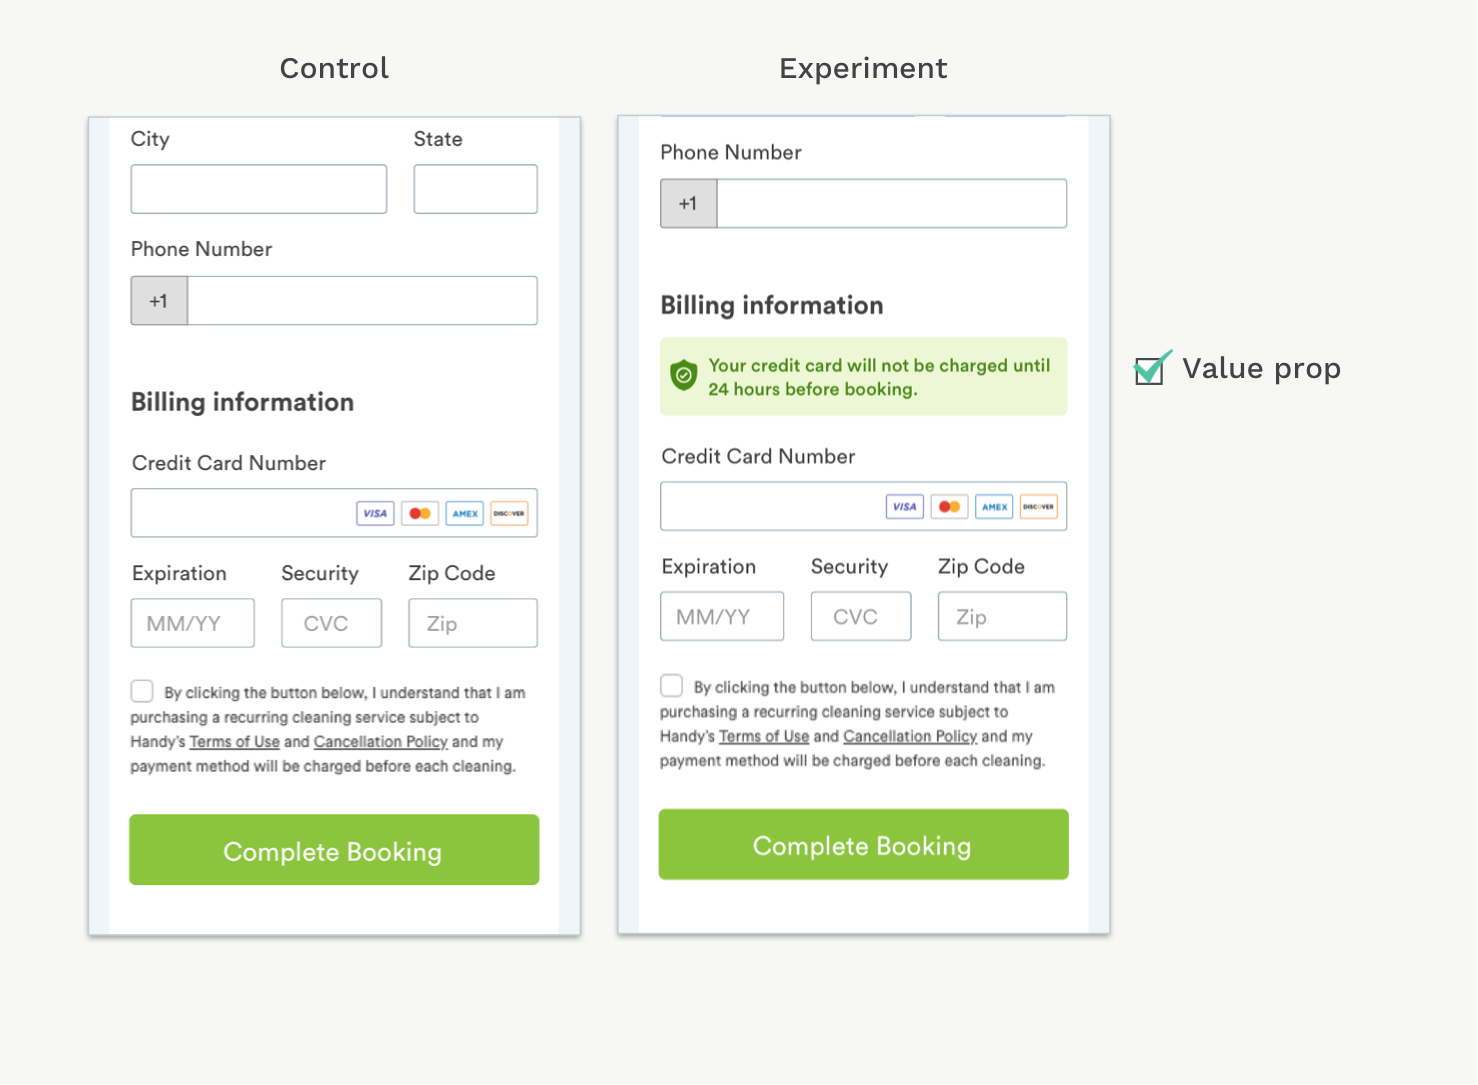 Control
City State
Phone Number
+1
Billing information
Credit Card Number
VISA AMEX DISCOVER
Expiration Security Zip Code
MM/YY CVC Zip
By clicking the button below, I understand that I am
purchasing a recurring cleaning service subject to
Handy's Terms of Use and Cancellation Policy and my
payment method will be charged before each cleaning.
Complete Booking
Experiment
Phone Number
+1
Billing information
Your credit card will not be charged until
24 hours before booking.
Credit Card Number
VISA AMEX DISCOVER
Expiration Security Zip Code
MM/YY CVC Zip
By clicking the button below, I understand that I am
purchasing a recurring cleaning service subject to
Handy's Terms of Use and Cancellation Policy and my
payment method will be charged before each cleaning.
Complete Booking
Value prop